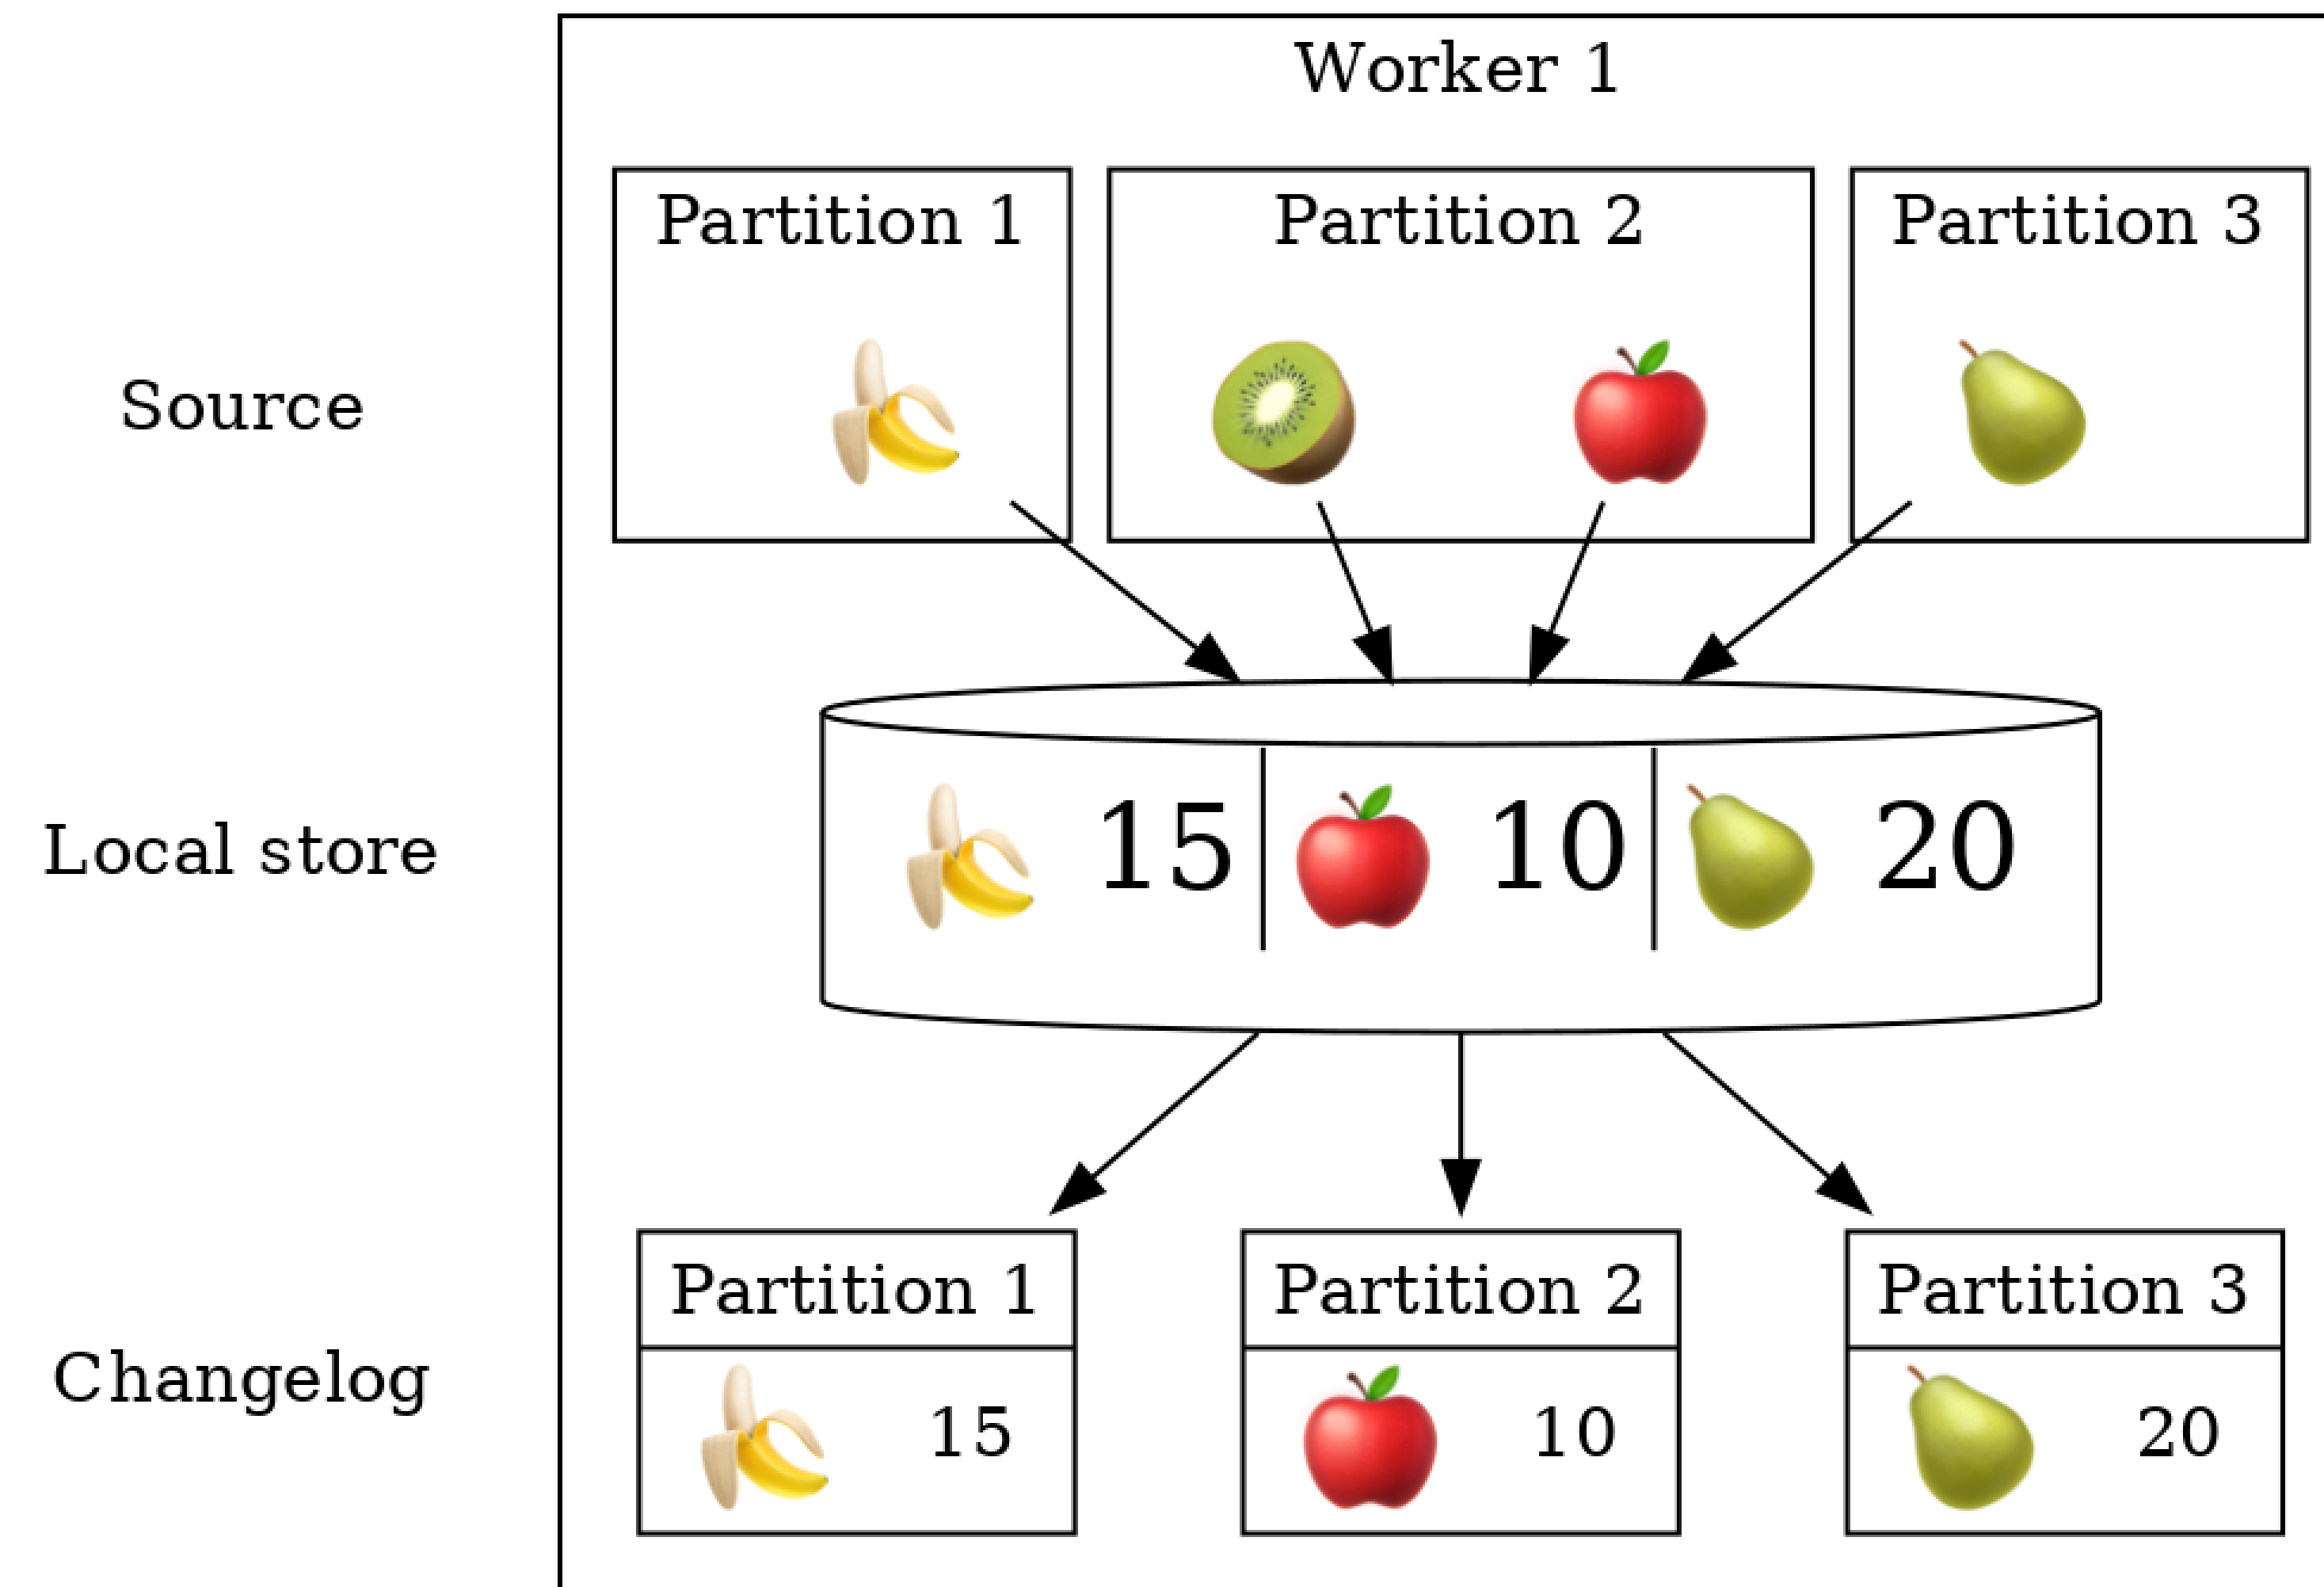 Worker 1
Partition 1
Partition 2
Partition 3
Source
Local store
15
10
20
Changelog
Partition 1
Partition 2
Partition 3
15
10
20